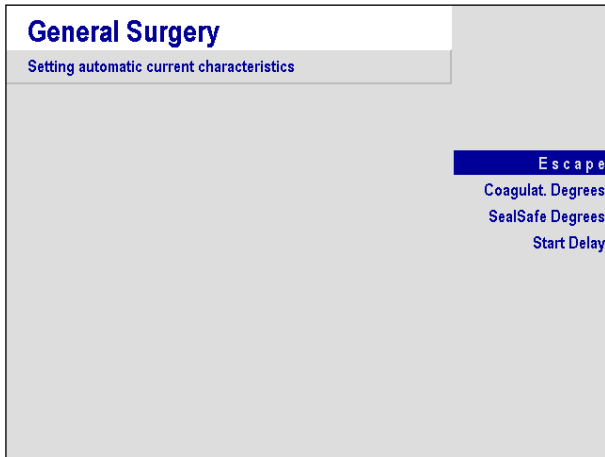 General Surgery
Setting automatic current characteristics
Escape
Coagulat. Degrees
SealSafe Degrees
Start Delay